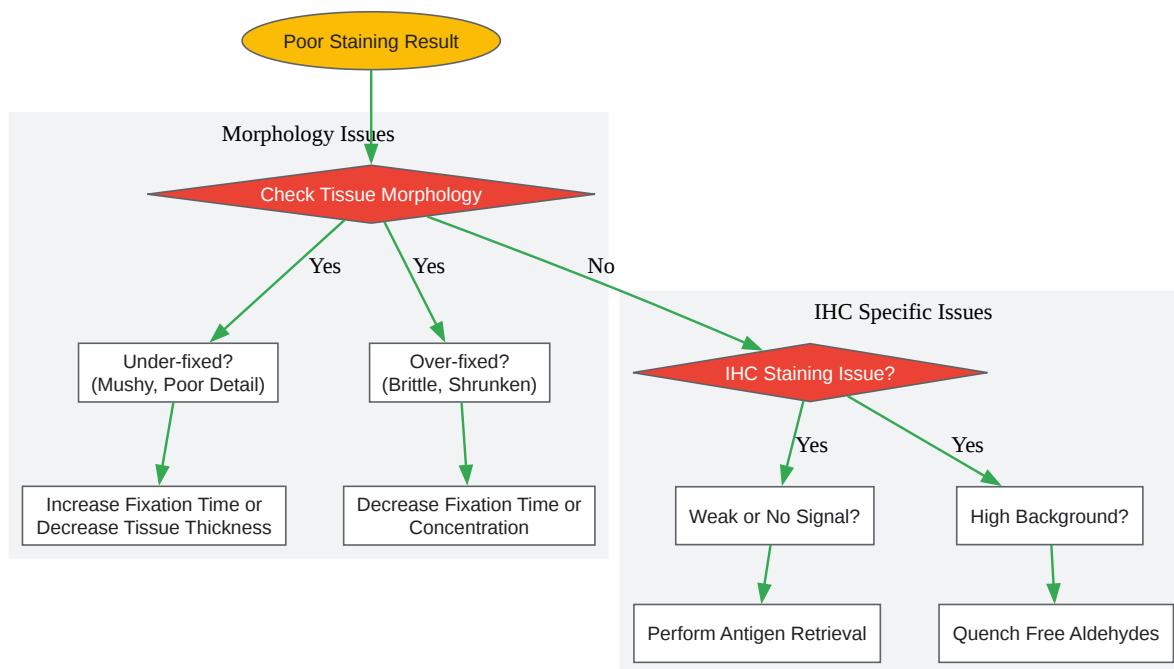 Poor Staining Result
Morphology Issues
Check Tissue Morphology
Yes
Yes
No
IHC Specific Issues
Under-fixed?
(Mushy, Poor Detail)
Over-fixed?
(Brittle, Shrunken)
IHC Staining Issue?
Yes
Yes
Increase Fixation Time or
Decrease Tissue Thickness
Decrease Fixation Time or
Concentration
Weak or No Signal?
High Background?
Perform Antigen Retrieval
Quench Free Aldehydes